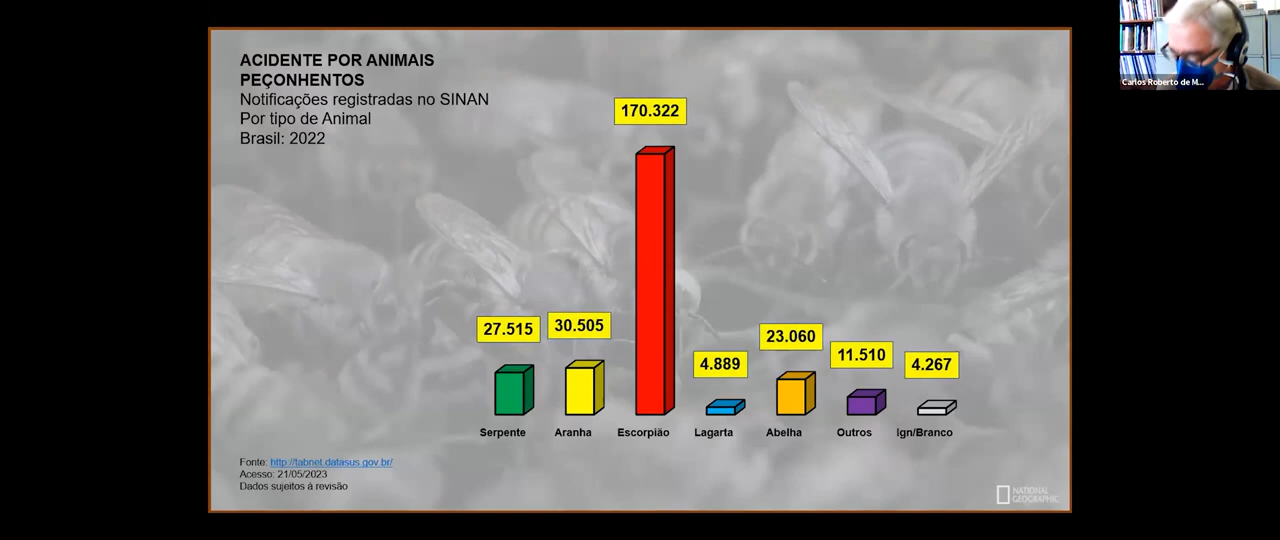 ACIDENTE POR ANIMAIS
PEÇONHENTOS
Notificações registradas no SINAN
Por tipo de Animal
Brasil: 2022
170.322
27.515
30.505
4.889
23.060
11.510
4.267
Serpente
Aranha
Escorpião
Lagarta
Abelha
Outros
Ign/Branco
Fonte: http://tabnet.datasus.gov.br/
Acesso: 21/05/2023
Dados sujeitos à revisão
NATIONAL
GEOGRAPHIC
Carlos Roberto de M...